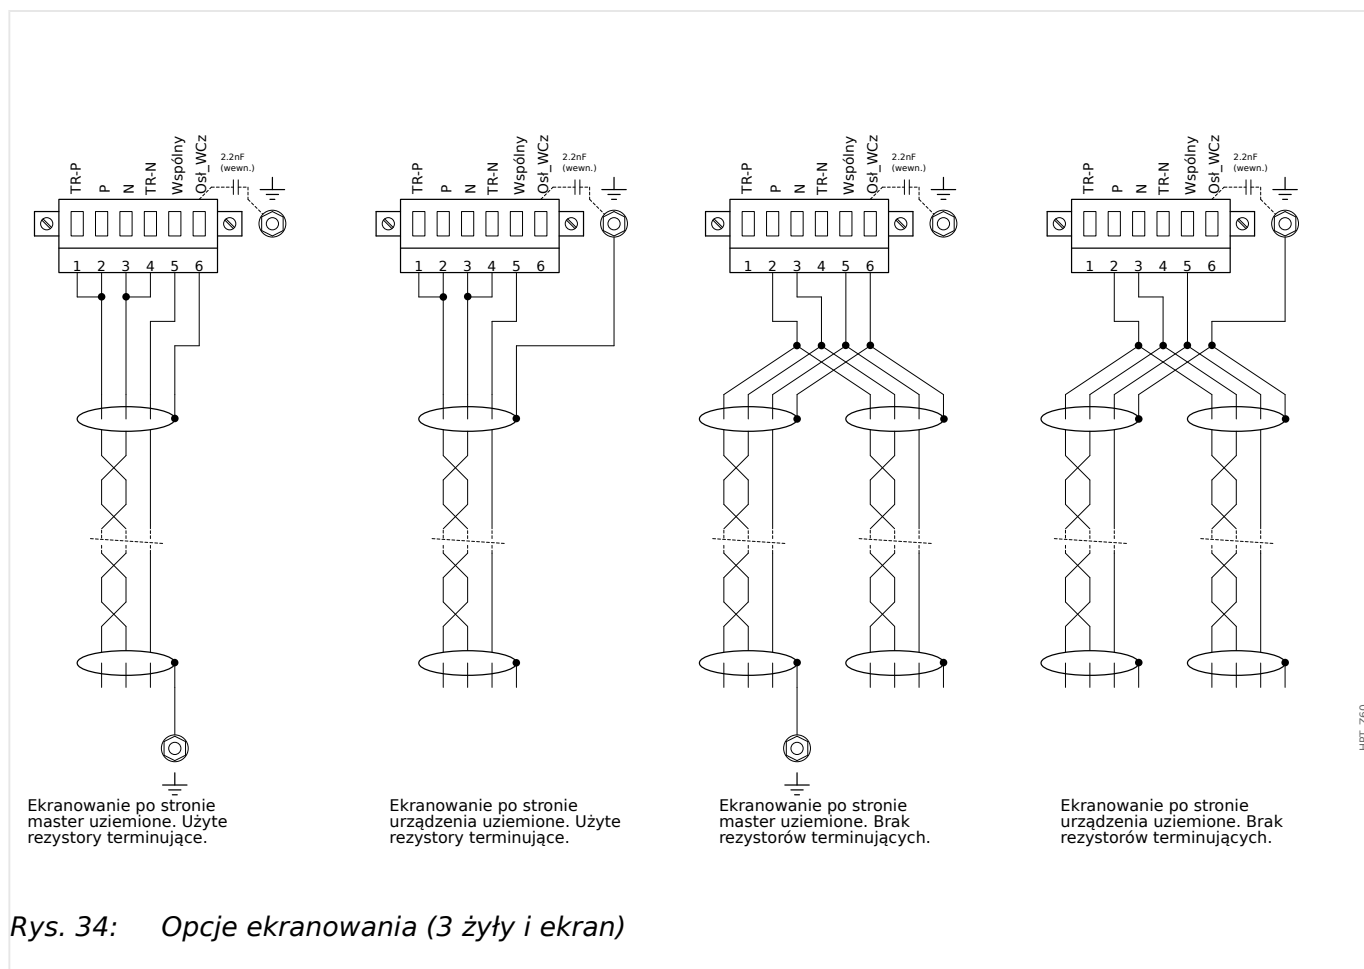 TR-P
P
N
TR-N
Wspólny
Osł_WCz
2.2nF
(wewn.)
1 2 3 4 5 6
Ekranowanie po stronie
master uziemione. Użyte
rezystory terminujące.
TR-P
P
N
TR-N
Wspólny
Osł_WCz
2.2nF
(wewn.)
1 2 3 4 5 6
Ekranowanie po stronie
urządzenia uziemione. Użyte
rezystory terminujące.
TR-P
P
N
TR-N
Wspólny
Osł_WCz
2.2nF
(wewn.)
1 2 3 4 5 6
Ekranowanie po stronie
master uziemione. Brak
rezystorów terminujących.
TR-P
P
N
TR-N
Wspólny
Osł_WCz
2.2nF
(wewn.)
1 2 3 4 5 6
Ekranowanie po stronie
urządzenia uziemione. Brak
rezystorów terminujących.
Rys. 34: Opcje ekranowania (3 żyły i ekran)